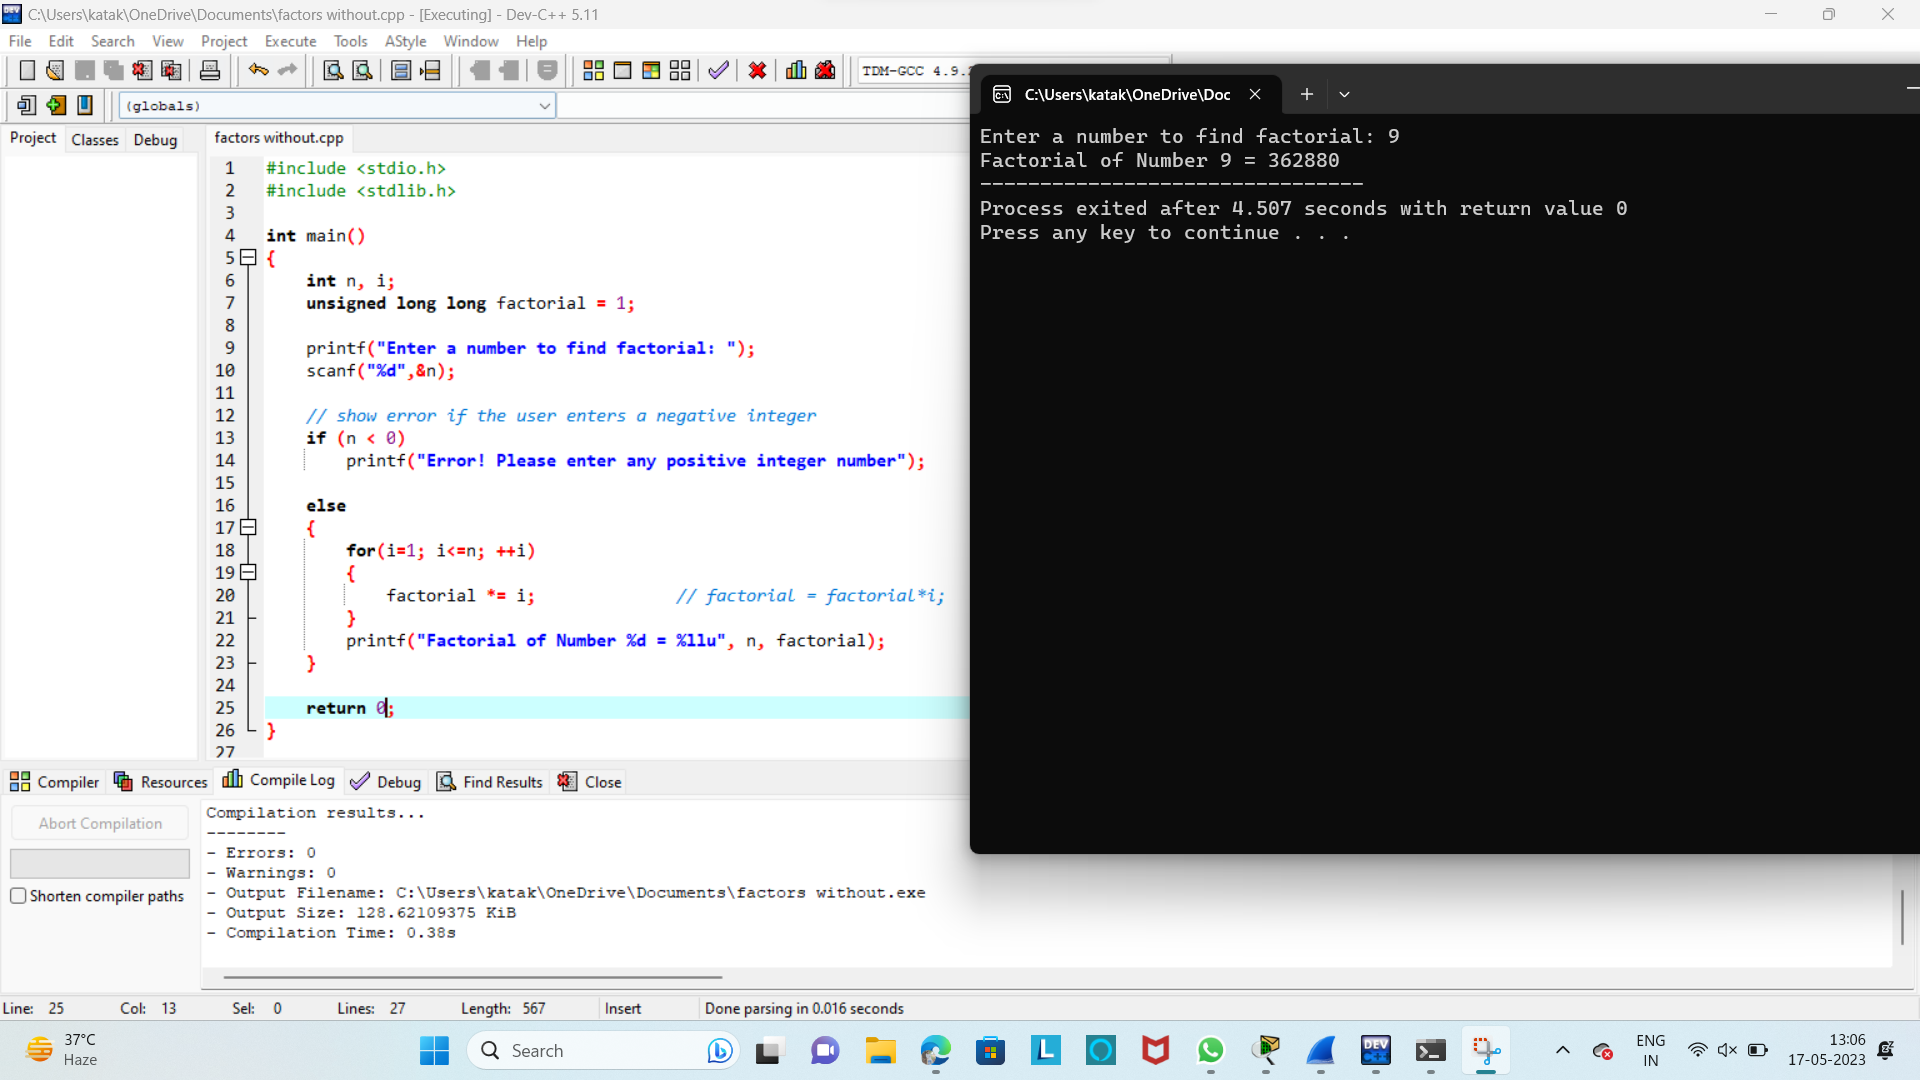 C:\Users\katak\OneDrive\Documents\factors without.cpp - [Executing] - Dev-C++ 5.11
File Edit Search View Project Execute Tools AStyle Window Help
TDM-GCC 4.9.2
(globals)
Project Classes Debug
factors without.cpp
1 #include <stdio.h>
2 #include <stdlib.h>
3
4 int main()
5 {
6 int n, i;
7 unsigned long long factorial = 1;
8
9 printf("Enter a number to find factorial: ");
10 scanf("%d",&n);
11
12 // show error if the user enters a negative integer
13 if (n < 0)
14 printf("Error! Please enter any positive integer number");
15
16 else
17 {
18 for(i=1; i<=n; ++i)
19 {
20 factorial *= i; // factorial = factorial*i;
21 }
22 printf("Factorial of Number %d = %llu", n, factorial);
23 }
24
25 return 0;
26 }
27
C:\Users\katak\OneDrive\Doc
Enter a number to find factorial: 9
Factorial of Number 9 = 362880
--------------------------------
Process exited after 4.507 seconds with return value 0
Press any key to continue . . .
Compiler Resources Compile Log Debug Find Results Close
Abort Compilation
Shorten compiler paths
Compilation results...
--------
- Errors: 0
- Warnings: 0
- Output Filename: C:\Users\katak\OneDrive\Documents\factors without.exe
- Output Size: 128.62109375 KiB
- Compilation Time: 0.38s
Line: 25 Col: 13 Sel: 0 Lines: 27 Length: 567 Insert Done parsing in 0.016 seconds
37°C
Haze
Search
L
DEV
C++
ENG
IN
13:06
17-05-2023